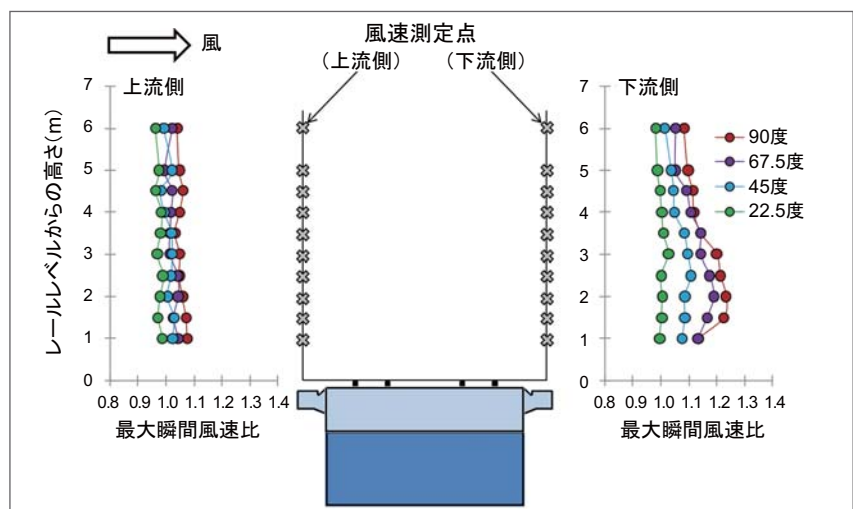 風
風速測定点
（上流側）
（下流側）
レールレベルからの高さ(m)
上流側
7
6
5
4
3
2
1
0
0.8 0.9 1.0 1.1 1.2 1.3 1.4
最大瞬間風速比
下流側
7
6
5
4
3
2
1
0
0.8 0.9 1.0 1.1 1.2 1.3 1.4
最大瞬間風速比
90度
67.5度
45度
22.5度